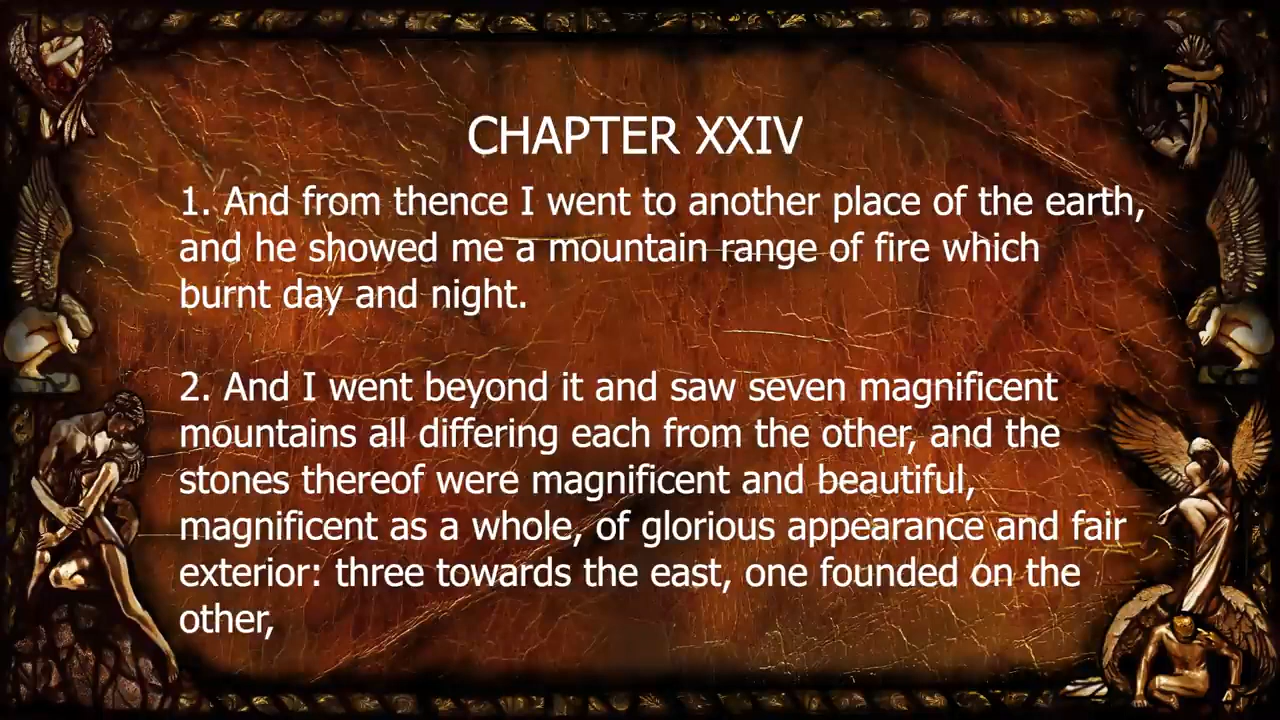 CHAPTER XXIV
1. And from thence I went to another place of the earth,
and he showed me a mountain range of fire which
burnt day and night.
2. And I went beyond it and saw seven magnificent
mountains all differing each from the other, and the
stones thereof were magnificent and beautiful,
magnificent as a whole, of glorious appearance and fair
exterior: three towards the east, one founded on the
other,